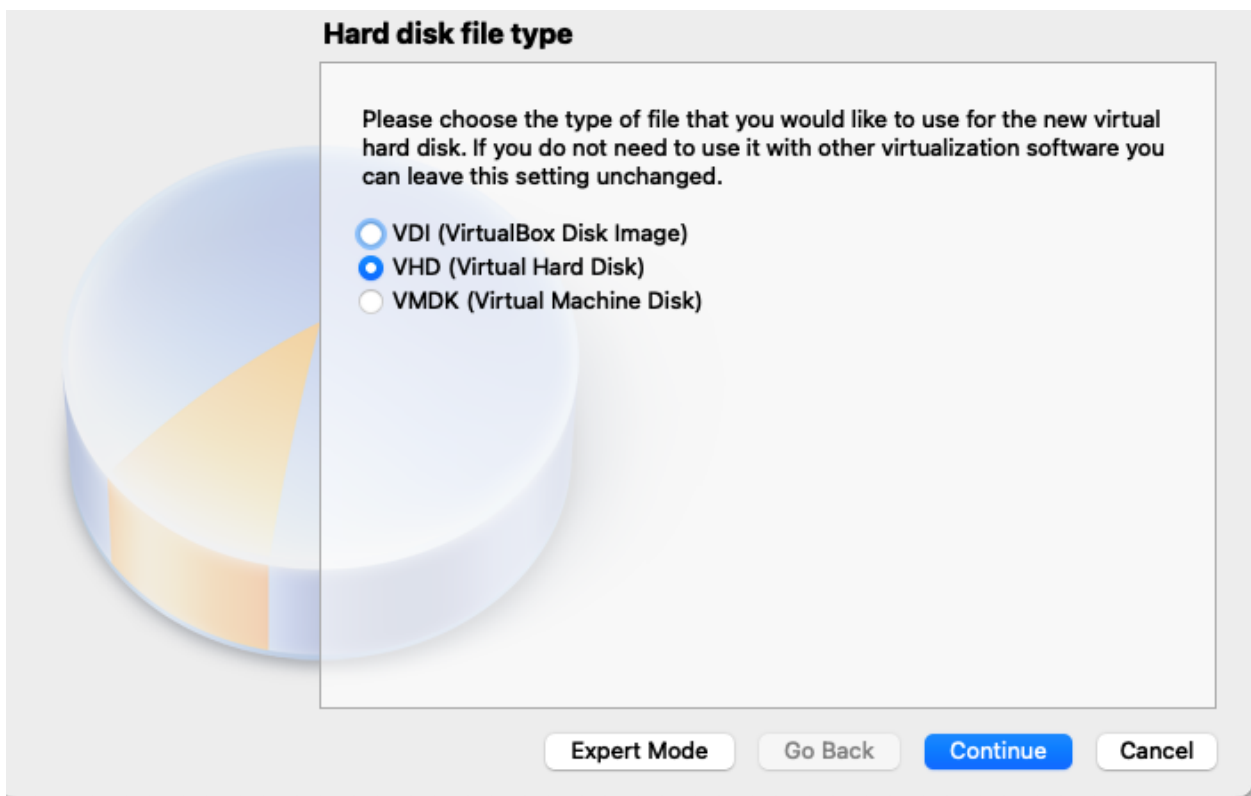 Hard disk file type
Please choose the type of file that you would like to use for the new virtual
hard disk. If you do not need to use it with other virtualization software you
can leave this setting unchanged.
VDI (VirtualBox Disk Image)
VHD (Virtual Hard Disk)
VMDK (Virtual Machine Disk)
Expert Mode
Go Back
Continue
Cancel